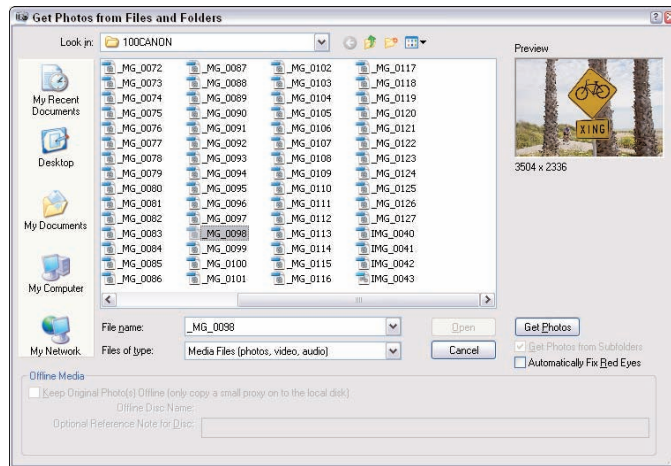 Get Photos from Files and Folders
Look in: 100CANON
Preview
XING
3504 x 2336
My Recent Documents
Desktop
My Documents
My Computer
My Network
_MG_0072 _MG_0087 _MG_0102 _MG_0117
_MG_0073 _MG_0088 _MG_0103 _MG_0118
_MG_0074 _MG_0089 _MG_0104 _MG_0119
_MG_0075 _MG_0090 _MG_0105 _MG_0120
_MG_0076 _MG_0091 _MG_0106 _MG_0121
_MG_0077 _MG_0092 _MG_0107 _MG_0122
_MG_0078 _MG_0093 _MG_0108 _MG_0123
_MG_0079 _MG_0094 _MG_0109 _MG_0124
_MG_0080 _MG_0095 _MG_0110 _MG_0125
_MG_0081 _MG_0096 _MG_0111 _MG_0126
_MG_0082 _MG_0097 _MG_0112 _MG_0127
_MG_0083 _MG_0098 _MG_0113 IMG_0040
_MG_0084 _MG_0099 _MG_0114 IMG_0041
_MG_0085 _MG_0100 _MG_0115 IMG_0042
_MG_0086 _MG_0101 _MG_0116 IMG_0043
File name: _MG_0098 Open Get Photos
Files of type: Media Files (photos, video, audio) Cancel
Get Photos from Subfolders
Automatically Fix Red Eyes
Offline Media
Keep Original Photo(s) Offline (only copy a small proxy on to the local disk)
Offline Disc Name:
Optional Reference Note for Disc: